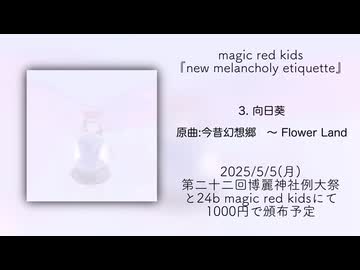 magic red kids
『new melancholy etiquette』
3. 向日葵
原曲:今昔幻想郷　～ Flower Land
2025/5/5(月)
第二十二回博麗神社例大祭
と24b magic red kidsにて
1000円で頒布予定